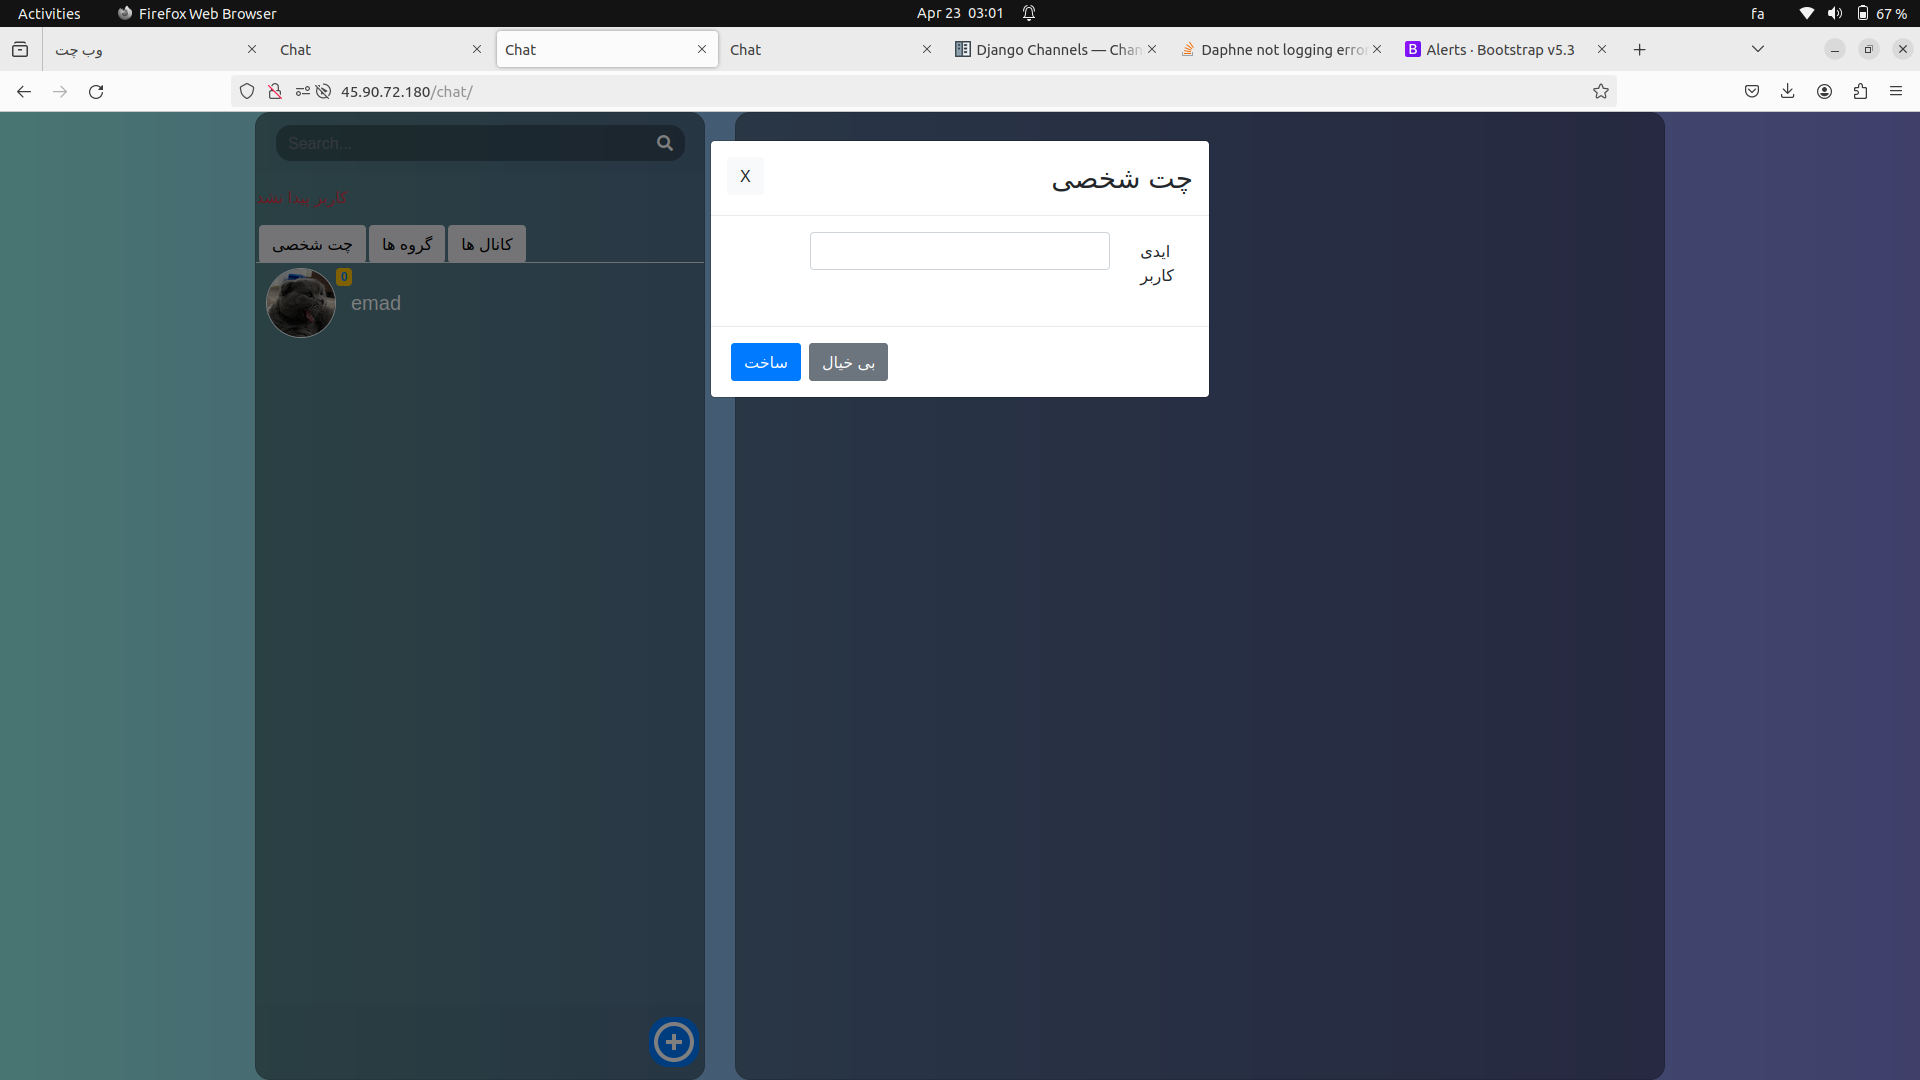 Activities
Firefox Web Browser
Apr 23 03:01
fa
67 %
وب چت
Chat
Chat
Chat
Django Channels — Chan
Daphne not logging erro
B Alerts · Bootstrap v5.3
45.90.72.180/chat/
Search...
کاربر پیدا نشد
چت شخصی
گروه ها
کانال ها
0
emad
چت شخصی
X
ایدی
کاربر
ساخت
بی خیال